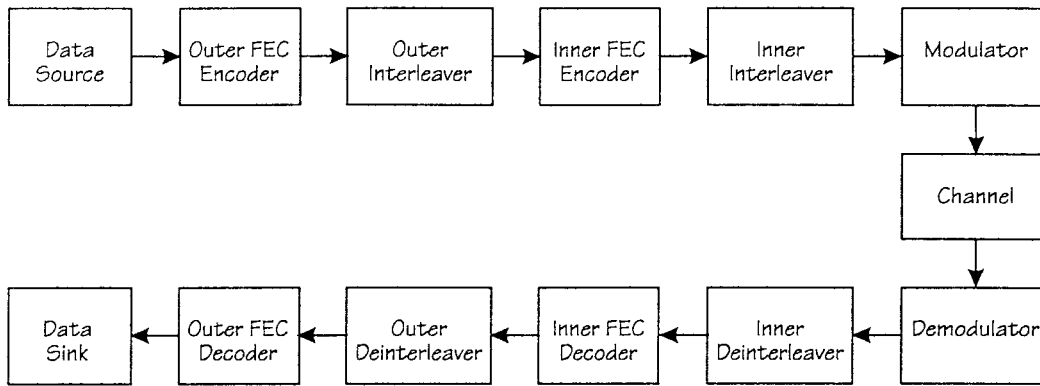 Data
Source
Outer FEC
Encoder
Outer
Interleaver
Inner FEC
Encoder
Inner
Interleaver
Modulator
Channel
Data
Sink
Outer FEC
Decoder
Outer
Deinterleaver
Inner FEC
Decoder
Inner
Deinterleaver
Demodulator